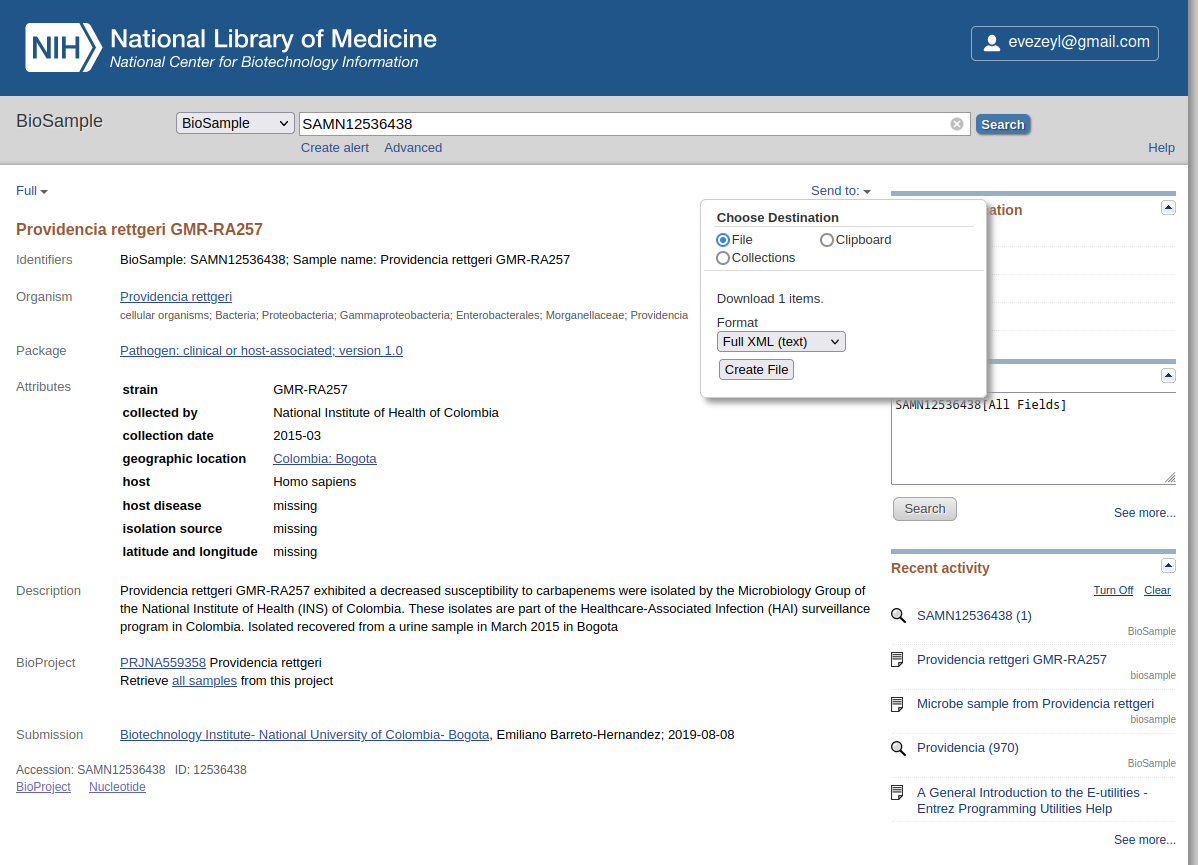 NIH National Library of Medicine
National Center for Biotechnology Information
evezeyl@gmail.com
BioSample
BioSample SAMN12536438 Search
Create alert Advanced Help
Full Send to:
Choose Destination
File Clipboard
Collections
Download 1 items.
Format
Full XML (text)
Create File
ation
Providencia rettgeri GMR-RA257
Identifiers BioSample: SAMN12536438; Sample name: Providencia rettgeri GMR-RA257
Organism Providencia rettgeri
cellular organisms; Bacteria; Proteobacteria; Gammaproteobacteria; Enterobacterales; Morganellaceae; Providencia
Package Pathogen: clinical or host-associated; version 1.0
Attributes
strain GMR-RA257
collected by National Institute of Health of Colombia
collection date 2015-03
geographic location Colombia: Bogota
host Homo sapiens
host disease missing
isolation source missing
latitude and longitude missing
Description Providencia rettgeri GMR-RA257 exhibited a decreased susceptibility to carbapenems were isolated by the Microbiology Group of
the National Institute of Health (INS) of Colombia. These isolates are part of the Healthcare-Associated Infection (HAI) surveillance
program in Colombia. Isolated recovered from a urine sample in March 2015 in Bogota
BioProject PRJNA559358 Providencia rettgeri
Retrieve all samples from this project
Submission Biotechnology Institute- National University of Colombia- Bogota, Emiliano Barreto-Hernandez; 2019-08-08
Accession: SAMN12536438 ID: 12536438
BioProject Nucleotide
SAMN12536438[All Fields]
Search See more...
Recent activity
Turn Off Clear
SAMN12536438 (1)
BioSample
Providencia rettgeri GMR-RA257
biosample
Microbe sample from Providencia rettgeri
biosample
Providencia (970)
BioSample
A General Introduction to the E-utilities -
Entrez Programming Utilities Help
See more...